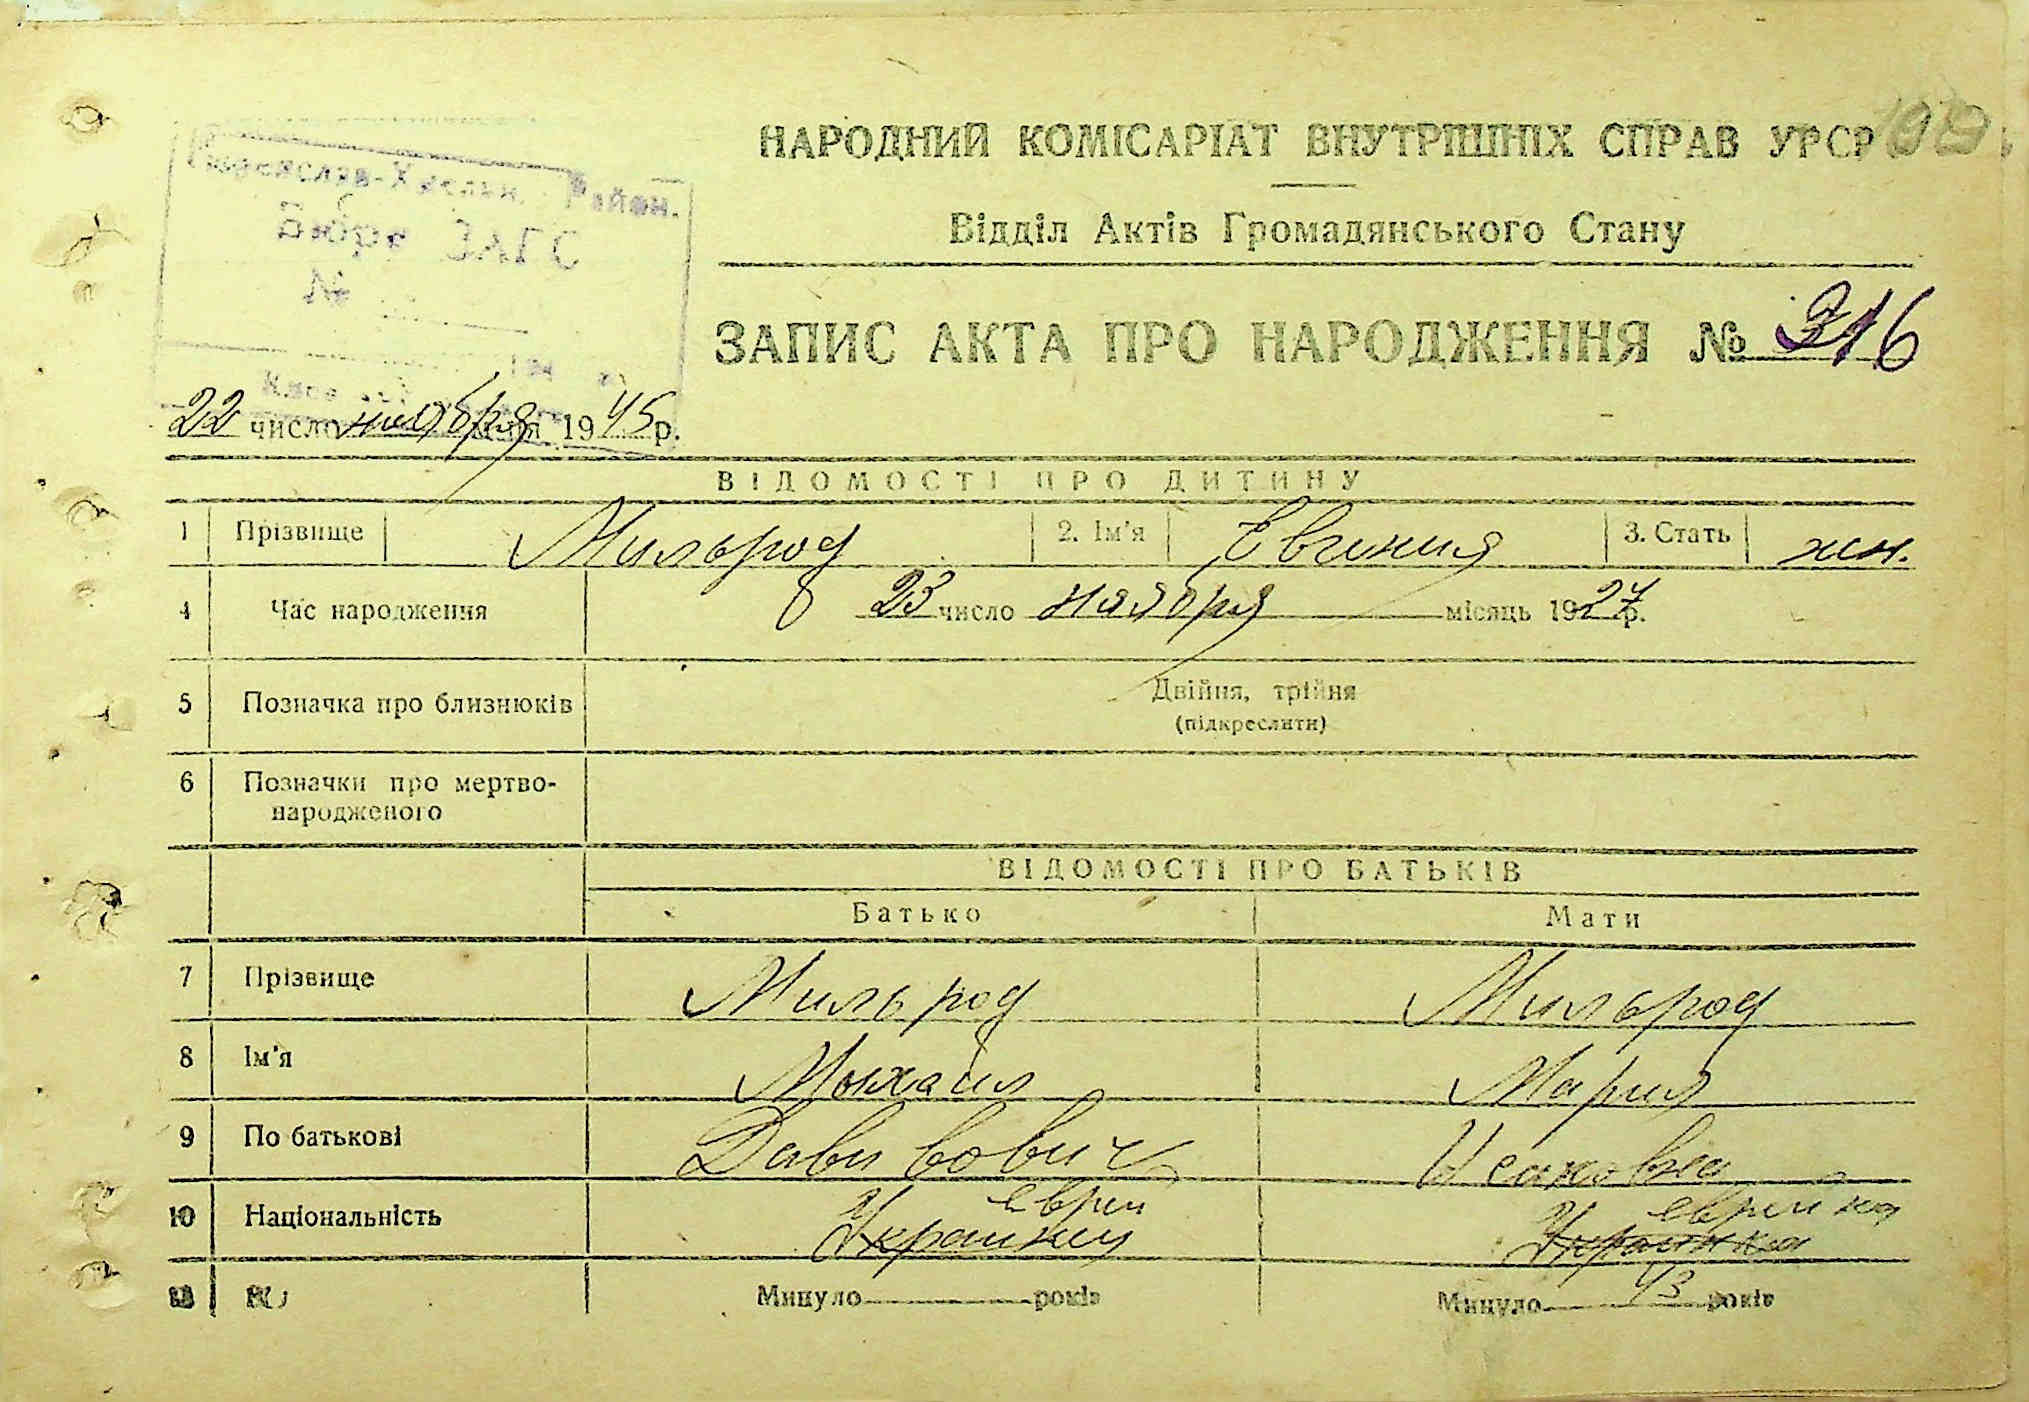 НАРОДНИЙ КОМІСАРІАТ ВНУТРІШНІХ СПРАВ УРСР
Переяслав-Хмельн. Район.
Бюро ЗАГС
№
Відділ Актів Громадянського Стану
ЗАПИС АКТА ПРО НАРОДЖЕННЯ № 316
22 число ноября 1945 р.
ВІДОМОСТІ ПРО ДИТИНУ
1 Прізвище Мильрод 2. Ім'я Евгения 3. Стать жен.
4 Час народження 23 число ноября місяць 1927 р.
5 Позначка про близнюків Двійня, трійня
(підкреслити)
6 Позначки про мертво-
народженого
ВІДОМОСТІ ПРО БАТЬКІВ
Батько Мати
7 Прізвище Мильрод Мильрод
8 Ім'я Михаил Мария
9 По батькові Давидович Исаковна
еврей еврейка
10 Національність Украинец Украинка
Минуло років Минуло 43 років